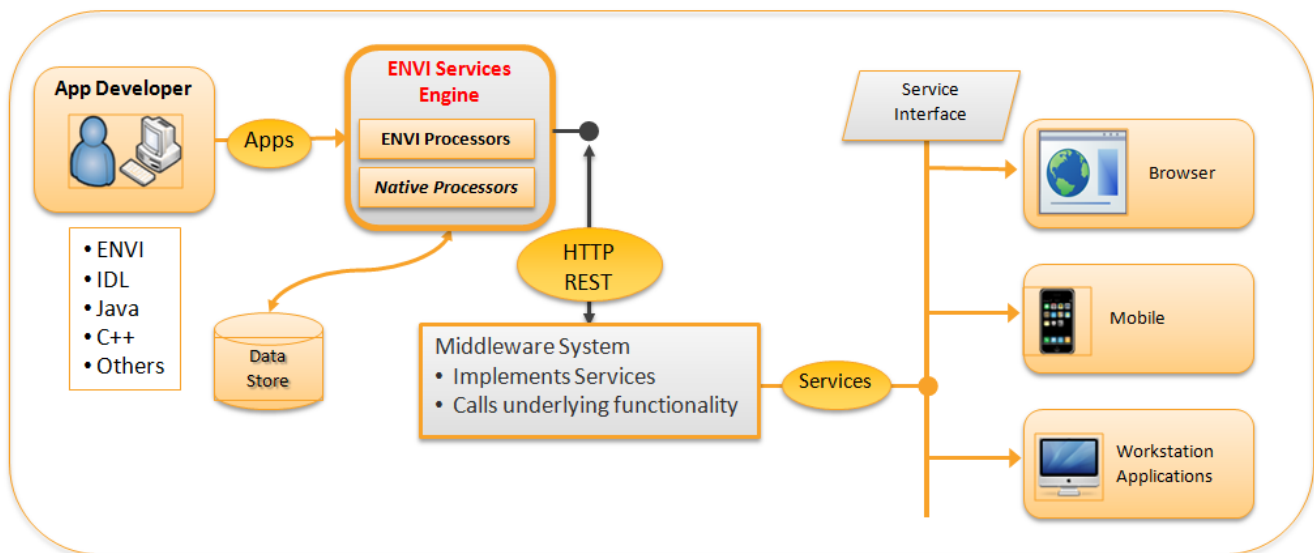 App Developer
• ENVI
• IDL
• Java
• C++
• Others
Apps
ENVI Services
Engine
ENVI Processors
Native Processors
Data
Store
HTTP
REST
Middleware System
• Implements Services
• Calls underlying functionality
Services
Service
Interface
Browser
Mobile
Workstation
Applications